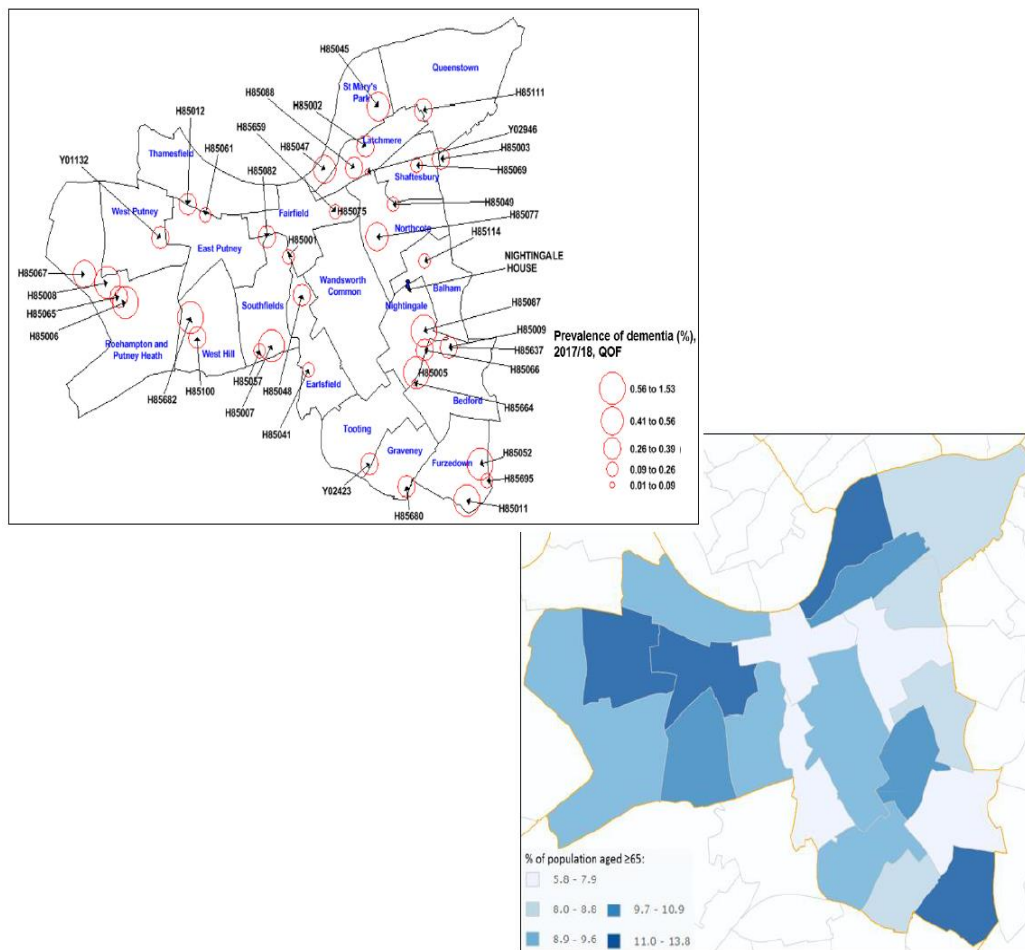 H85045
Queenstown
St Mary's
Park
H85088
H85002
H85111
H85012
H85659
Latchmere
Y02946
H85003
Thamesfield
H85061
H85047
H85069
Y01132
H85082
Shaftesbury
H85049
West Putney
Fairfield
H85075
H85077
Northcote
East Putney
H85001
H85114
NIGHTINGALE
HOUSE
H85067
Wandsworth
Common
Balham
H85008
Southfields
Nightingale
H85087
H85065
H85009
H85006
Prevalence of dementia (%),
2017/18, QOF
H85637
Roehampton and
Putney Heath
West Hill
H85066
H85005
H85057
H85048
Earlsfield
0.56 to 1.53
H85682
H85100
H85007
H85664
Bedford
H85041
0.41 to 0.56
Tooting
Graveney
0.26 to 0.39
Furzedown
H85052
0.09 to 0.26
Y02423
H85695
0.01 to 0.09
H85680
H85011
% of population aged ≥65:
5.8 - 7.9
8.0 - 8.8
9.7 - 10.9
8.9 - 9.6
11.0 - 13.8